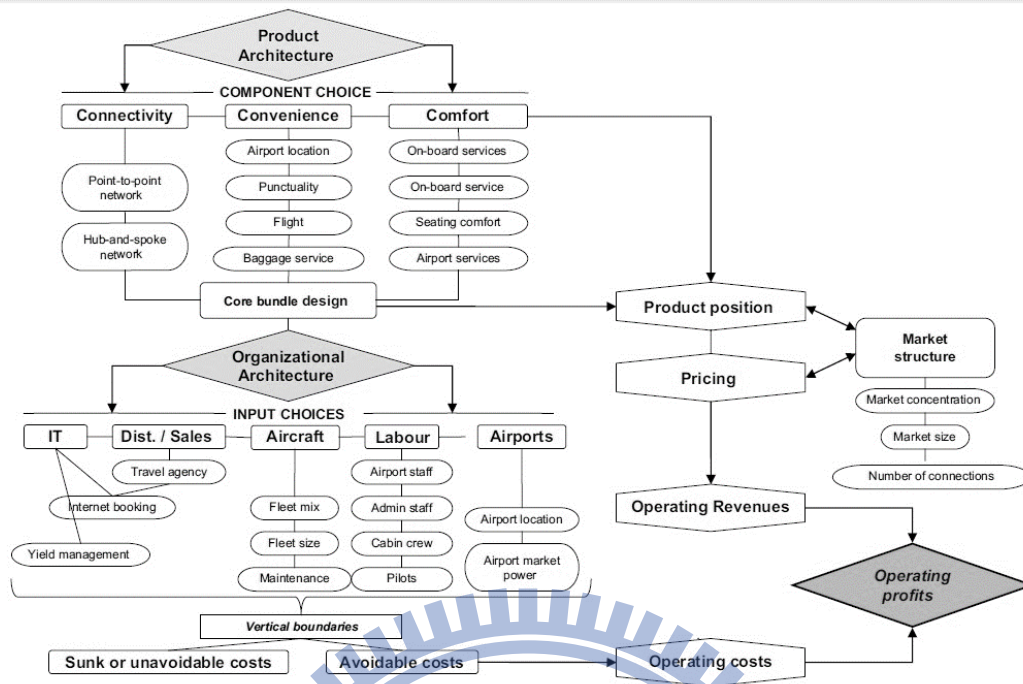 Product
Architecture
COMPONENT CHOICE
Connectivity
Convenience
Comfort
Airport location
On-board services
Point-to-point
network
Punctuality
On-board service
Hub-and-spoke
network
Flight
Seating comfort
Baggage service
Airport services
Core bundle design
Product position
Market
structure
Organizational
Architecture
Pricing
Market concentration
INPUT CHOICES
Market size
IT
Dist. / Sales
Aircraft
Labour
Airports
Travel agency
Airport staff
Number of connections
Internet booking
Fleet mix
Admin staff
Operating Revenues
Airport location
Yield management
Fleet size
Cabin crew
Airport market
power
Maintenance
Pilots
Operating
profits
Vertical boundaries
Sunk or unavoidable costs
Avoidable costs
Operating costs